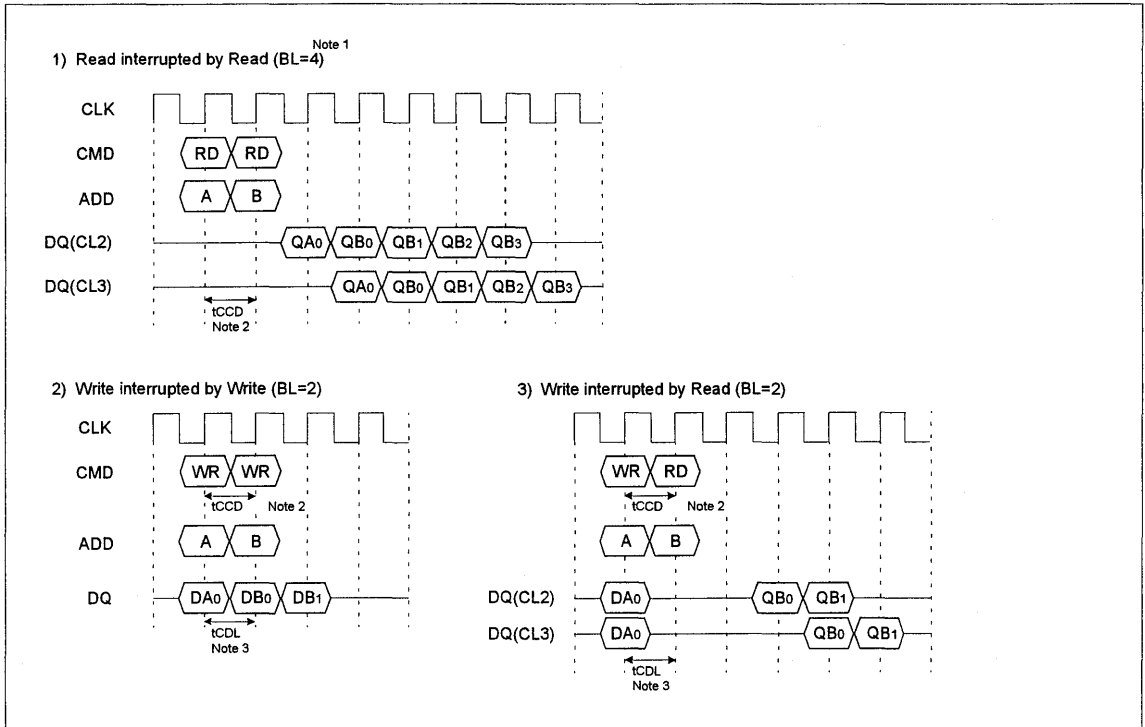 1) Read interrupted by Read (BL=4) Note 1
CLK
CMD RD RD
ADD A B
DQ(CL2) QA0 QB0 QB1 QB2 QB3
DQ(CL3) QA0 QB0 QB1 QB2 QB3
tCCD
Note 2
2) Write interrupted by Write (BL=2)
CLK
CMD WR WR
tCCD Note 2
ADD A B
DQ DA0 DB0 DB1
tCDL
Note 3
3) Write interrupted by Read (BL=2)
WR RD
tCCD Note 2
A B
DQ(CL2) DA0 QB0 QB1
DQ(CL3) DA0 QB0 QB1
tCDL
Note 3